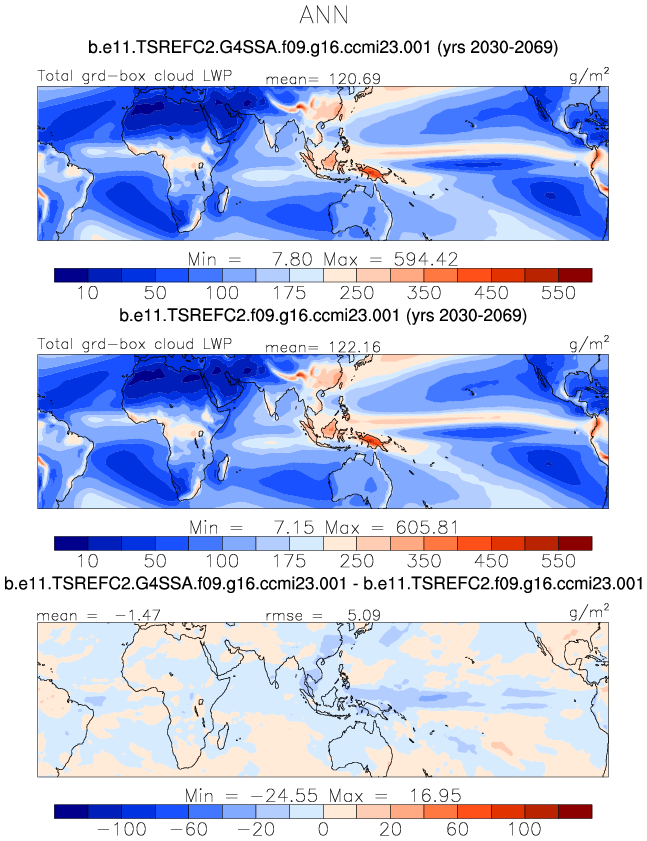 ANN
b.e11.TSREFC2.G4SSA.f09.g16.ccmi23.001 (yrs 2030-2069)
Total grd-box cloud LWP mean= 120.69 g/m²
Min = 7.80 Max = 594.42
10 50 100 175 250 350 450 550
b.e11.TSREFC2.f09.g16.ccmi23.001 (yrs 2030-2069)
Total grd-box cloud LWP mean= 122.16 g/m²
Min = 7.15 Max = 605.81
10 50 100 175 250 350 450 550
b.e11.TSREFC2.G4SSA.f09.g16.ccmi23.001 - b.e11.TSREFC2.f09.g16.ccmi23.001
mean = −1.47 rmse = 5.09 g/m²
Min = −24.55 Max = 16.95
−100 −60 −20 0 20 60 100